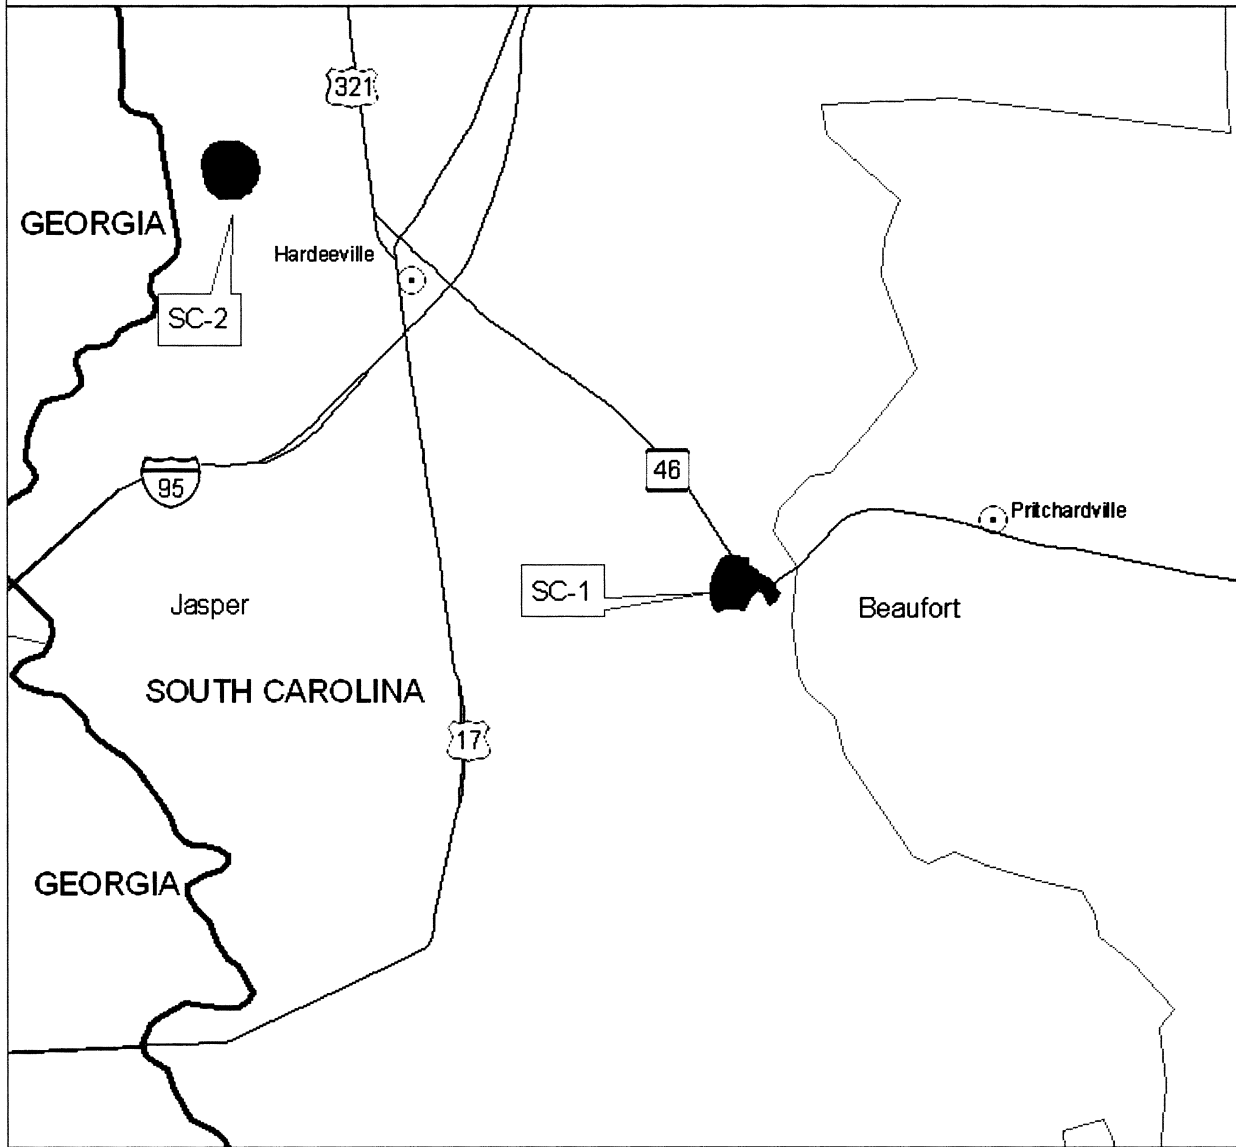 321
GEORGIA
Hardeeville
SC-2
46
95
Pritchardville
SC-1
Jasper
Beaufort
SOUTH CAROLINA
17
GEORGIA